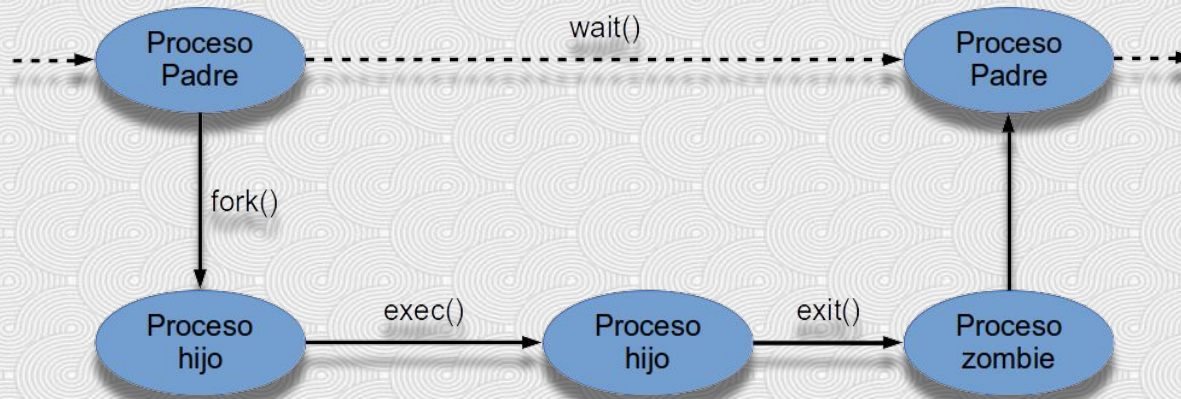 wait()
Proceso
Padre
Proceso
Padre
fork()
exec()
exit()
Proceso
hijo
Proceso
hijo
Proceso
zombie